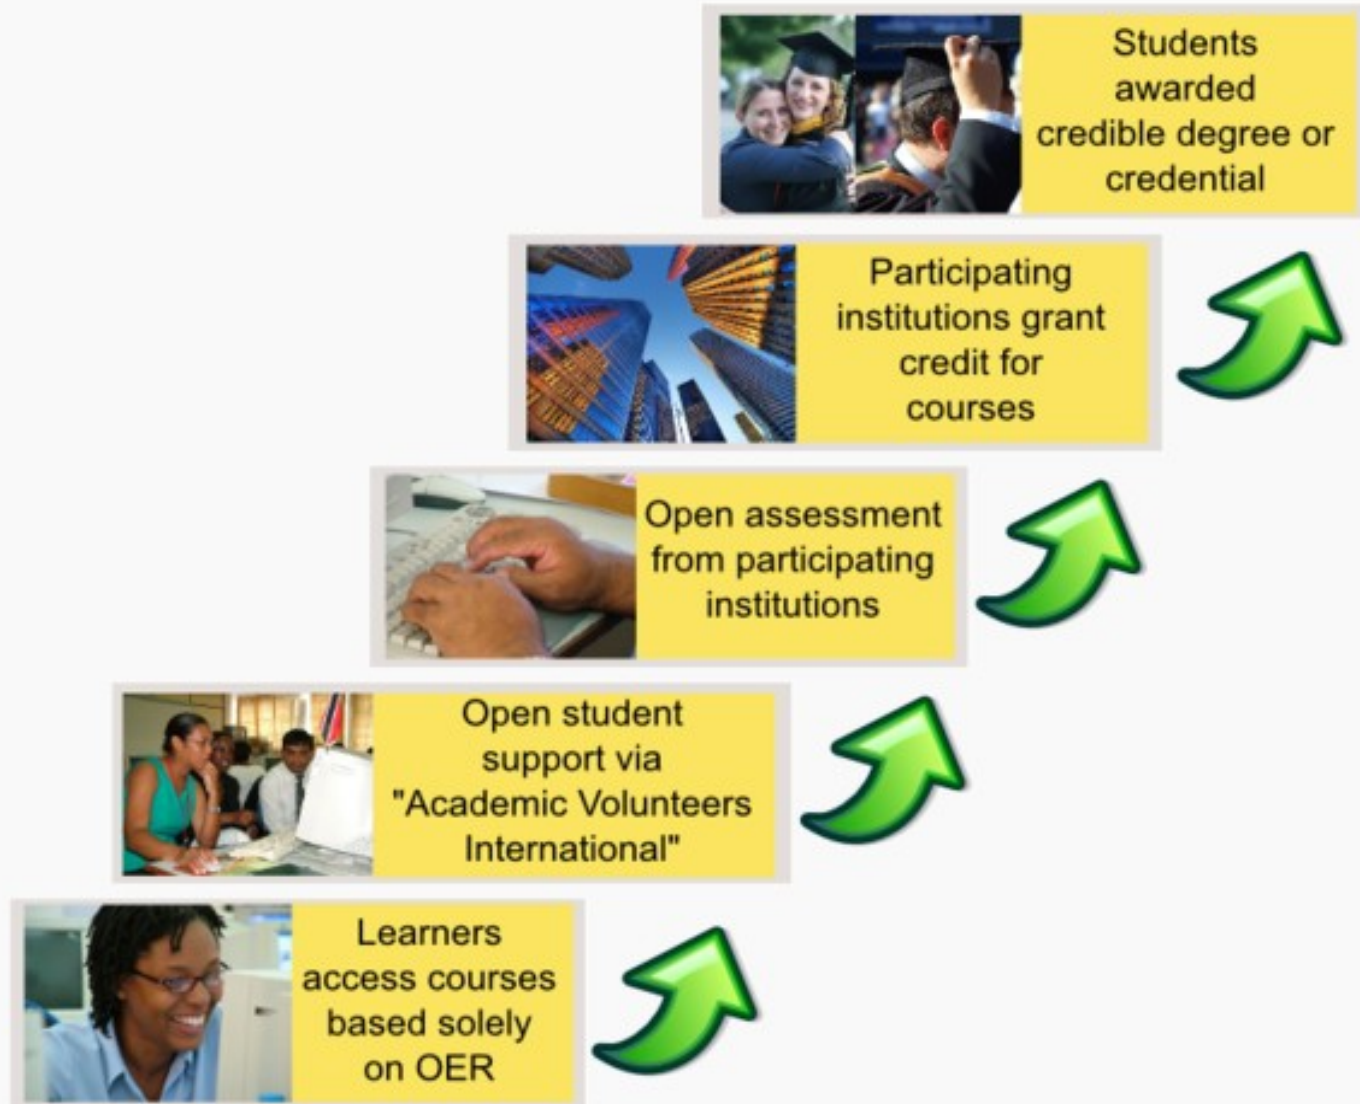 Students
awarded
credible degree or
credential
Participating
institutions grant
credit for
courses
Open assessment
from participating
institutions
Open student
support via
"Academic Volunteers
International"
Learners
access courses
based solely
on OER